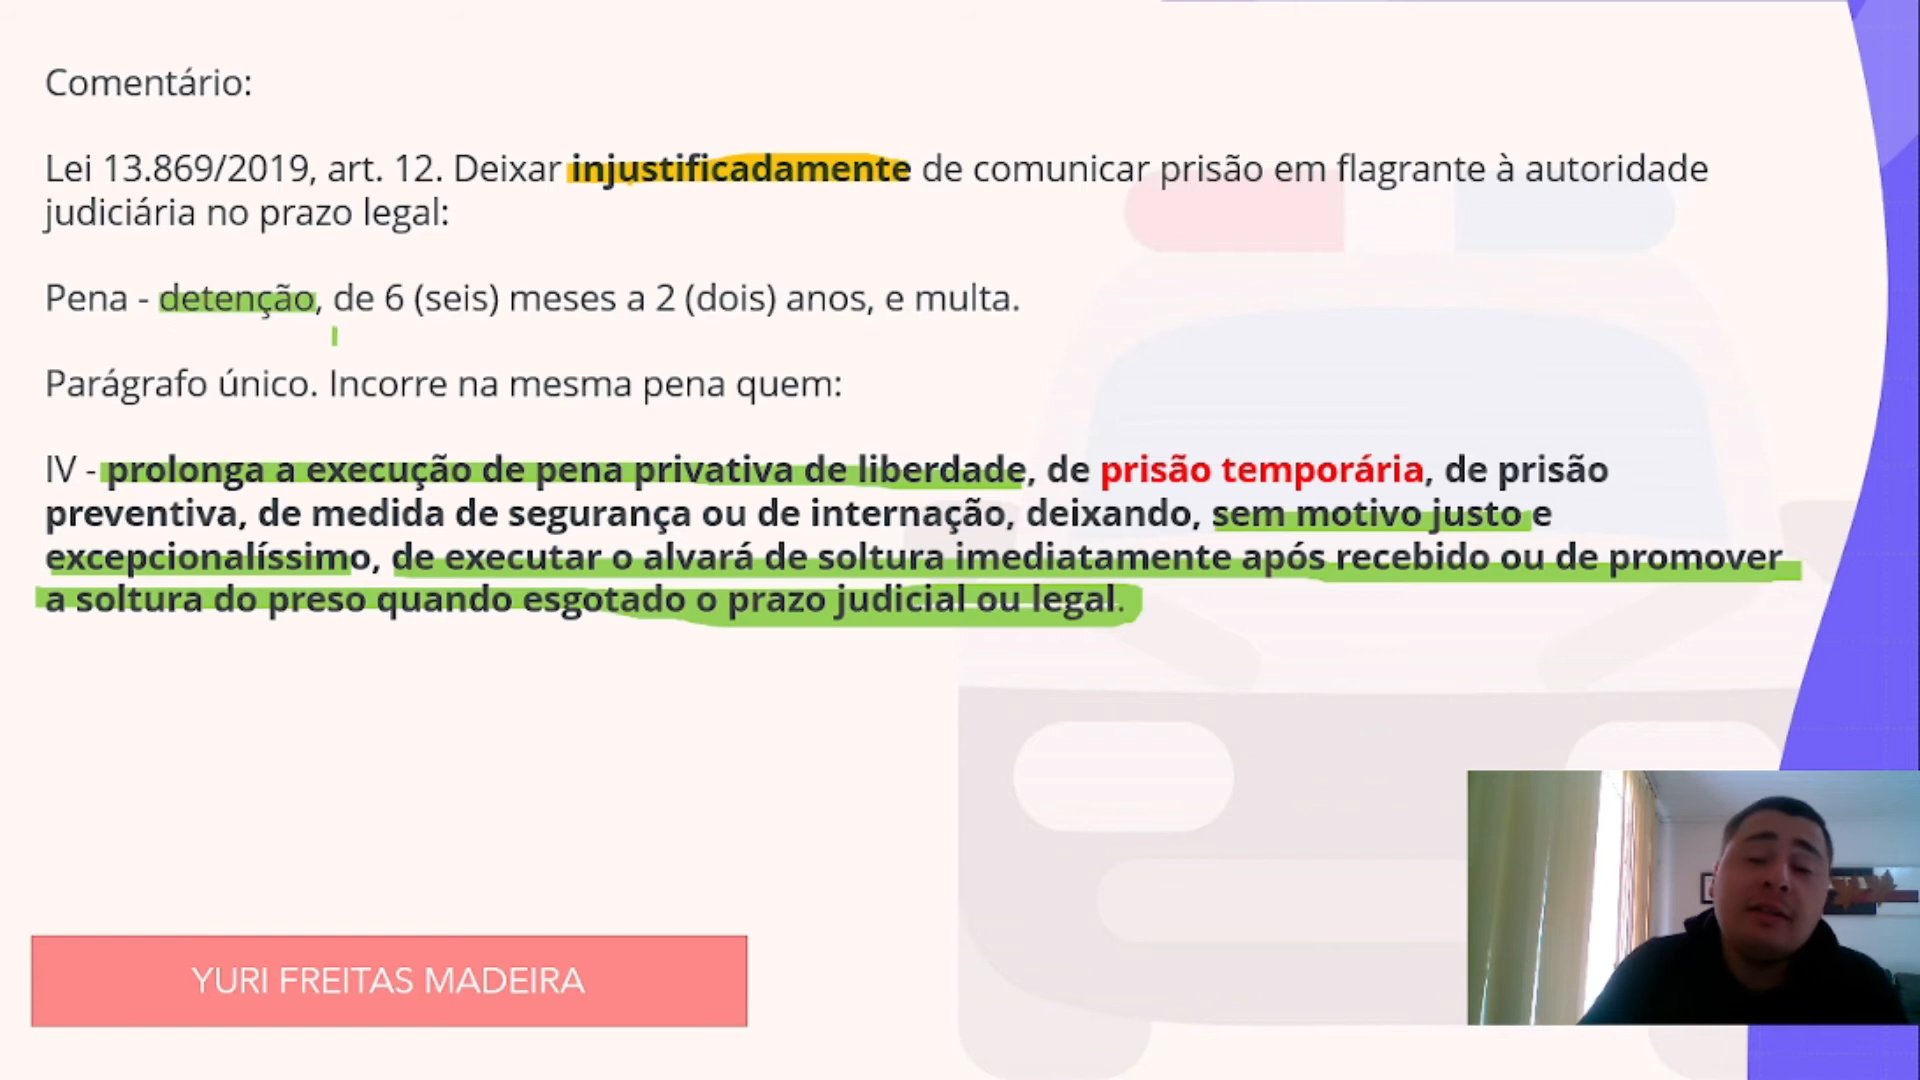 Comentário:
Lei 13.869/2019, art. 12. Deixar injustificadamente de comunicar prisão em flagrante à autoridade
judiciária no prazo legal:
Pena - detenção, de 6 (seis) meses a 2 (dois) anos, e multa.
Parágrafo único. Incorre na mesma pena quem:
IV - prolonga a execução de pena privativa de liberdade, de prisão temporária, de prisão
preventiva, de medida de segurança ou de internação, deixando, sem motivo justo e
excepcionalíssimo, de executar o alvará de soltura imediatamente após recebido ou de promover
a soltura do preso quando esgotado o prazo judicial ou legal.
YURI FREITAS MADEIRA